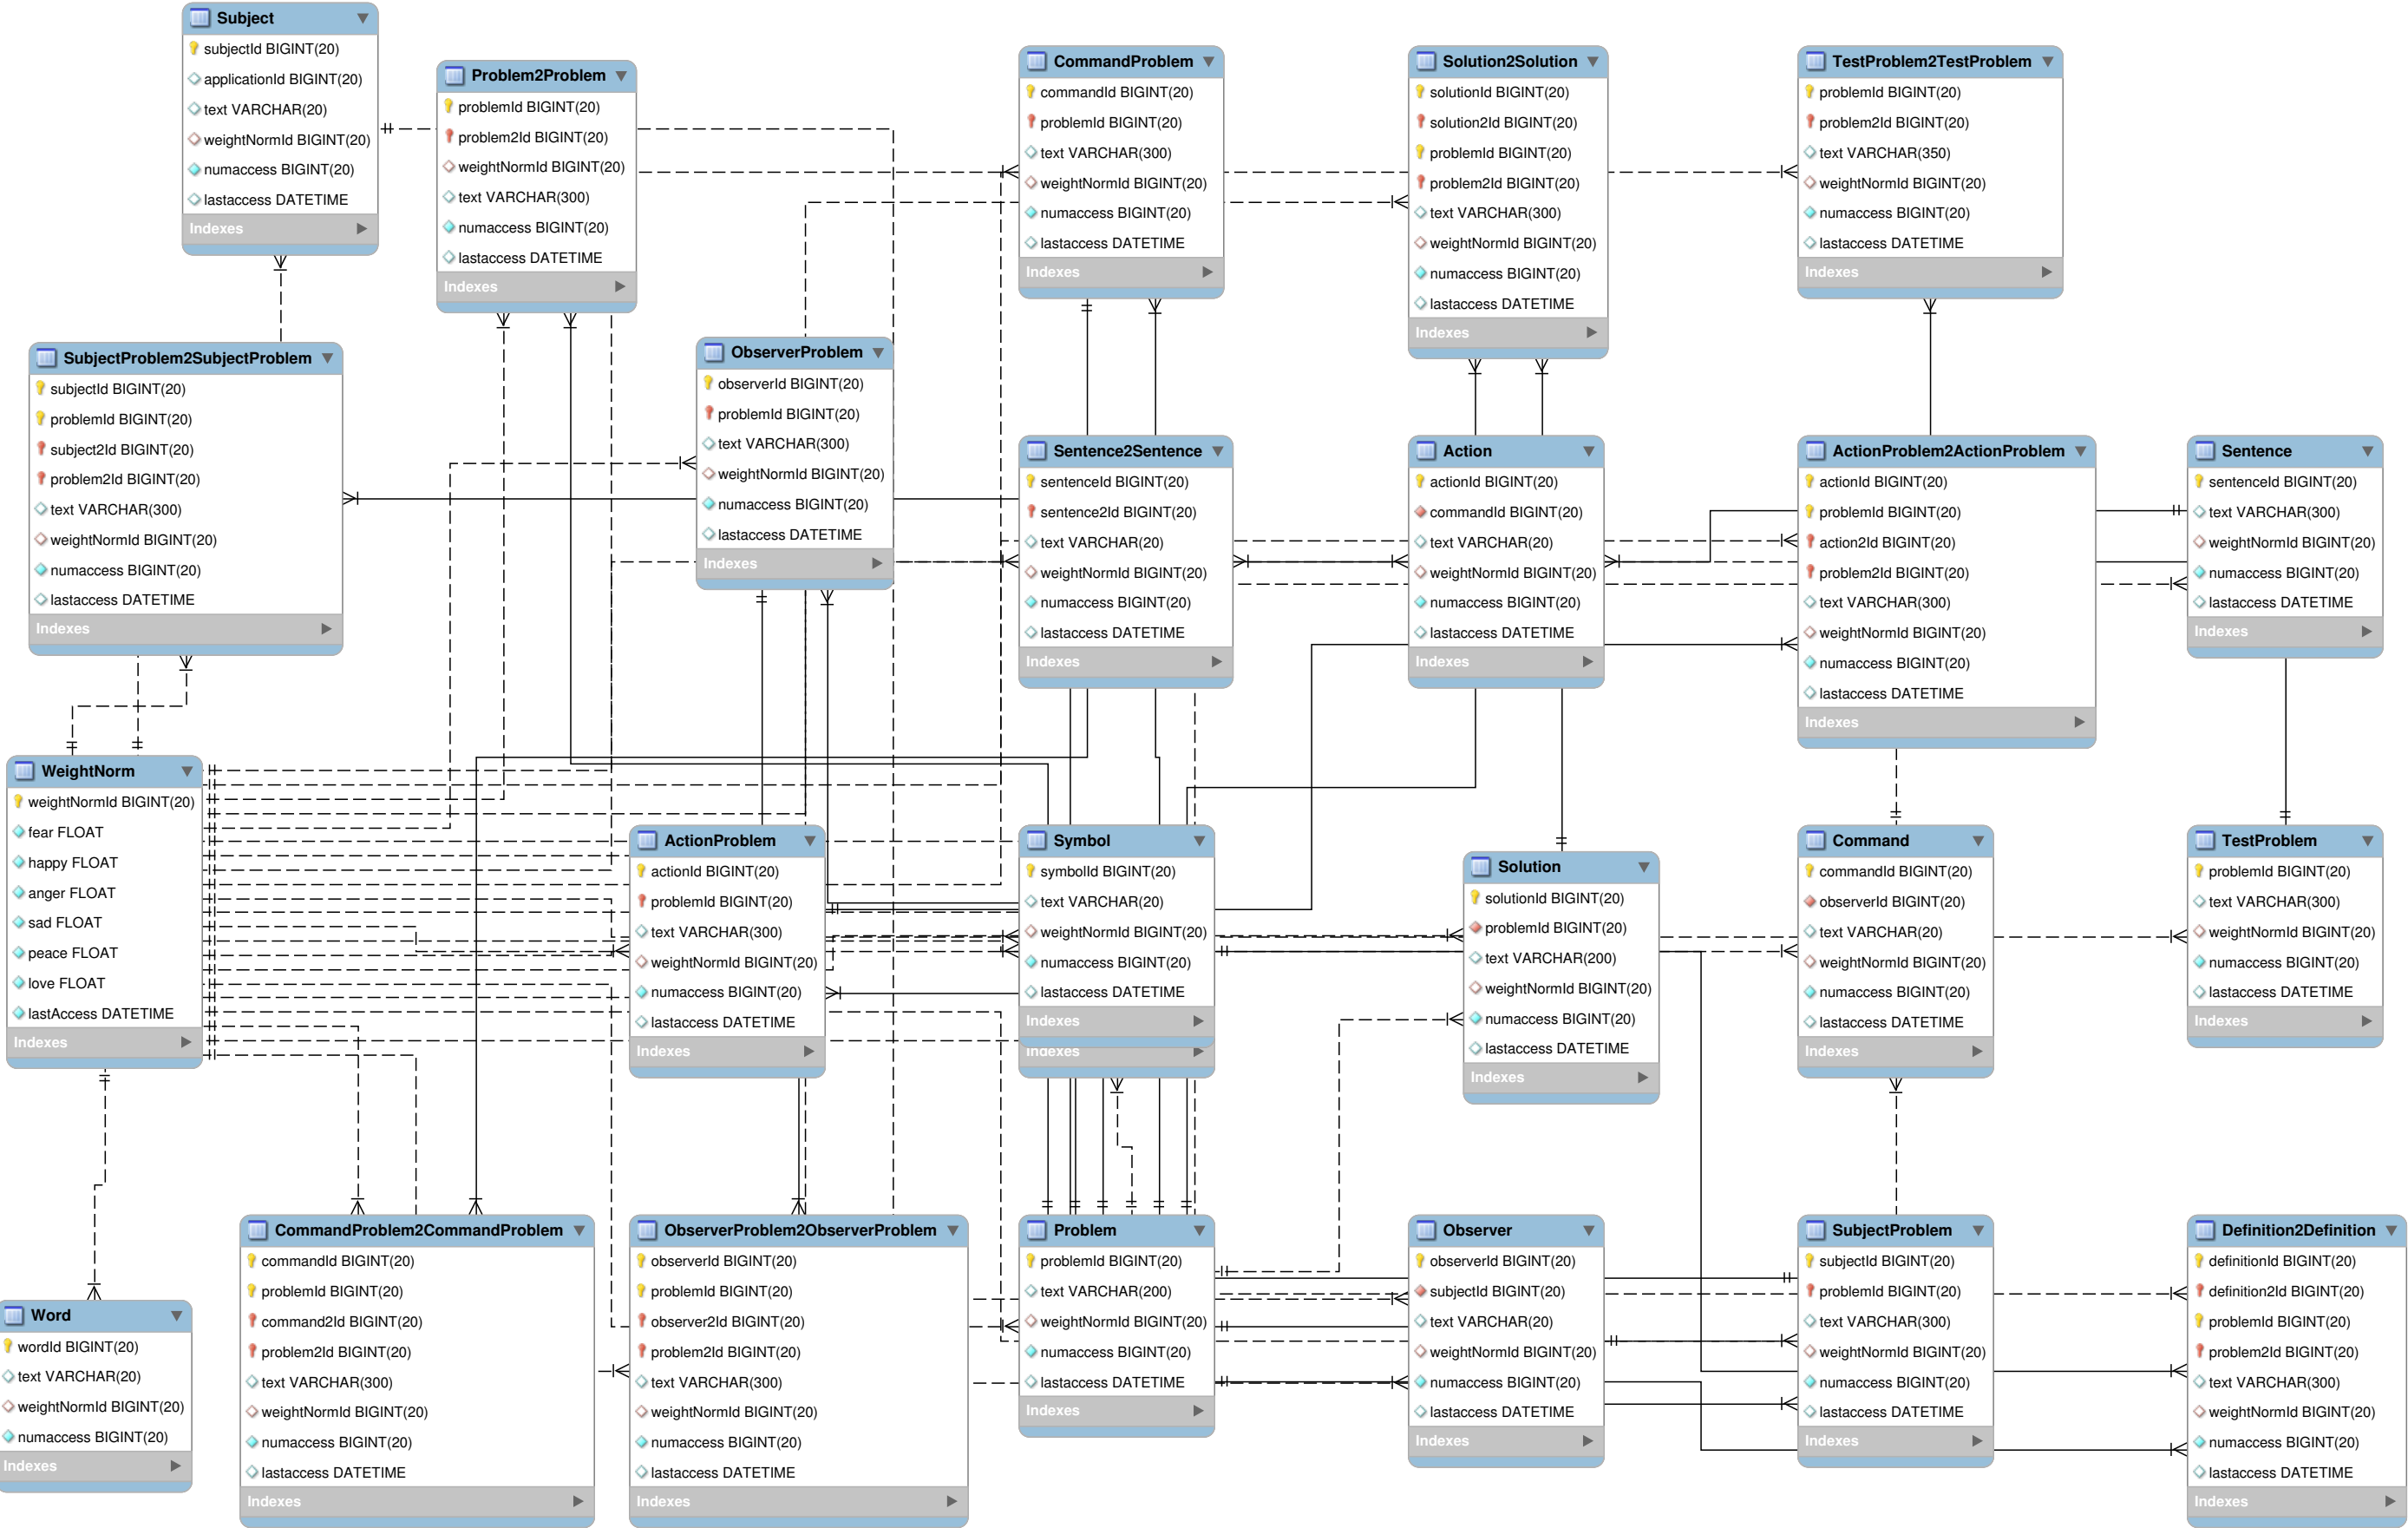 Subject
subjectId BIGINT(20)
applicationId BIGINT(20)
text VARCHAR(20)
weightNormId BIGINT(20)
numaccess BIGINT(20)
lastaccess DATETIME
Indexes
Problem2Problem
problemId BIGINT(20)
problem2Id BIGINT(20)
weightNormId BIGINT(20)
text VARCHAR(300)
numaccess BIGINT(20)
lastaccess DATETIME
Indexes
CommandProblem
commandId BIGINT(20)
problemId BIGINT(20)
text VARCHAR(300)
weightNormId BIGINT(20)
numaccess BIGINT(20)
lastaccess DATETIME
Indexes
Solution2Solution
solutionId BIGINT(20)
solution2Id BIGINT(20)
problemId BIGINT(20)
problem2Id BIGINT(20)
text VARCHAR(300)
weightNormId BIGINT(20)
numaccess BIGINT(20)
lastaccess DATETIME
Indexes
TestProblem2TestProblem
problemId BIGINT(20)
problem2Id BIGINT(20)
text VARCHAR(350)
weightNormId BIGINT(20)
numaccess BIGINT(20)
lastaccess DATETIME
Indexes
SubjectProblem2SubjectProblem
subjectId BIGINT(20)
problemId BIGINT(20)
subject2Id BIGINT(20)
problem2Id BIGINT(20)
text VARCHAR(300)
weightNormId BIGINT(20)
numaccess BIGINT(20)
lastaccess DATETIME
Indexes
ObserverProblem
observerId BIGINT(20)
problemId BIGINT(20)
text VARCHAR(300)
weightNormId BIGINT(20)
numaccess BIGINT(20)
lastaccess DATETIME
Indexes
Sentence2Sentence
sentenceId BIGINT(20)
sentence2Id BIGINT(20)
text VARCHAR(20)
weightNormId BIGINT(20)
numaccess BIGINT(20)
lastaccess DATETIME
Indexes
Action
actionId BIGINT(20)
commandId BIGINT(20)
text VARCHAR(20)
weightNormId BIGINT(20)
numaccess BIGINT(20)
lastaccess DATETIME
Indexes
ActionProblem2ActionProblem
actionId BIGINT(20)
problemId BIGINT(20)
action2Id BIGINT(20)
problem2Id BIGINT(20)
text VARCHAR(300)
weightNormId BIGINT(20)
numaccess BIGINT(20)
lastaccess DATETIME
Indexes
Sentence
sentenceId BIGINT(20)
text VARCHAR(300)
weightNormId BIGINT(20)
numaccess BIGINT(20)
lastaccess DATETIME
Indexes
WeightNorm
weightNormId BIGINT(20)
fear FLOAT
happy FLOAT
anger FLOAT
sad FLOAT
peace FLOAT
love FLOAT
lastAccess DATETIME
Indexes
ActionProblem
actionId BIGINT(20)
problemId BIGINT(20)
text VARCHAR(300)
weightNormId BIGINT(20)
numaccess BIGINT(20)
lastaccess DATETIME
Indexes
Symbol
symbolId BIGINT(20)
text VARCHAR(20)
weightNormId BIGINT(20)
numaccess BIGINT(20)
lastaccess DATETIME
Indexes
Indexes
Solution
solutionId BIGINT(20)
problemId BIGINT(20)
text VARCHAR(200)
weightNormId BIGINT(20)
numaccess BIGINT(20)
lastaccess DATETIME
Indexes
Command
commandId BIGINT(20)
observerId BIGINT(20)
text VARCHAR(20)
weightNormId BIGINT(20)
numaccess BIGINT(20)
lastaccess DATETIME
Indexes
TestProblem
problemId BIGINT(20)
text VARCHAR(300)
weightNormId BIGINT(20)
numaccess BIGINT(20)
lastaccess DATETIME
Indexes
Word
wordId BIGINT(20)
text VARCHAR(20)
weightNormId BIGINT(20)
numaccess BIGINT(20)
Indexes
CommandProblem2CommandProblem
commandId BIGINT(20)
problemId BIGINT(20)
command2Id BIGINT(20)
problem2Id BIGINT(20)
text VARCHAR(300)
weightNormId BIGINT(20)
numaccess BIGINT(20)
lastaccess DATETIME
Indexes
ObserverProblem2ObserverProblem
observerId BIGINT(20)
problemId BIGINT(20)
observer2Id BIGINT(20)
problem2Id BIGINT(20)
text VARCHAR(300)
weightNormId BIGINT(20)
numaccess BIGINT(20)
lastaccess DATETIME
Indexes
Problem
problemId BIGINT(20)
text VARCHAR(200)
weightNormId BIGINT(20)
numaccess BIGINT(20)
lastaccess DATETIME
Indexes
Observer
observerId BIGINT(20)
subjectId BIGINT(20)
text VARCHAR(20)
weightNormId BIGINT(20)
numaccess BIGINT(20)
lastaccess DATETIME
Indexes
SubjectProblem
subjectId BIGINT(20)
problemId BIGINT(20)
text VARCHAR(300)
weightNormId BIGINT(20)
numaccess BIGINT(20)
lastaccess DATETIME
Indexes
Definition2Definition
definitionId BIGINT(20)
definition2Id BIGINT(20)
problemId BIGINT(20)
problem2Id BIGINT(20)
text VARCHAR(300)
weightNormId BIGINT(20)
numaccess BIGINT(20)
lastaccess DATETIME
Indexes